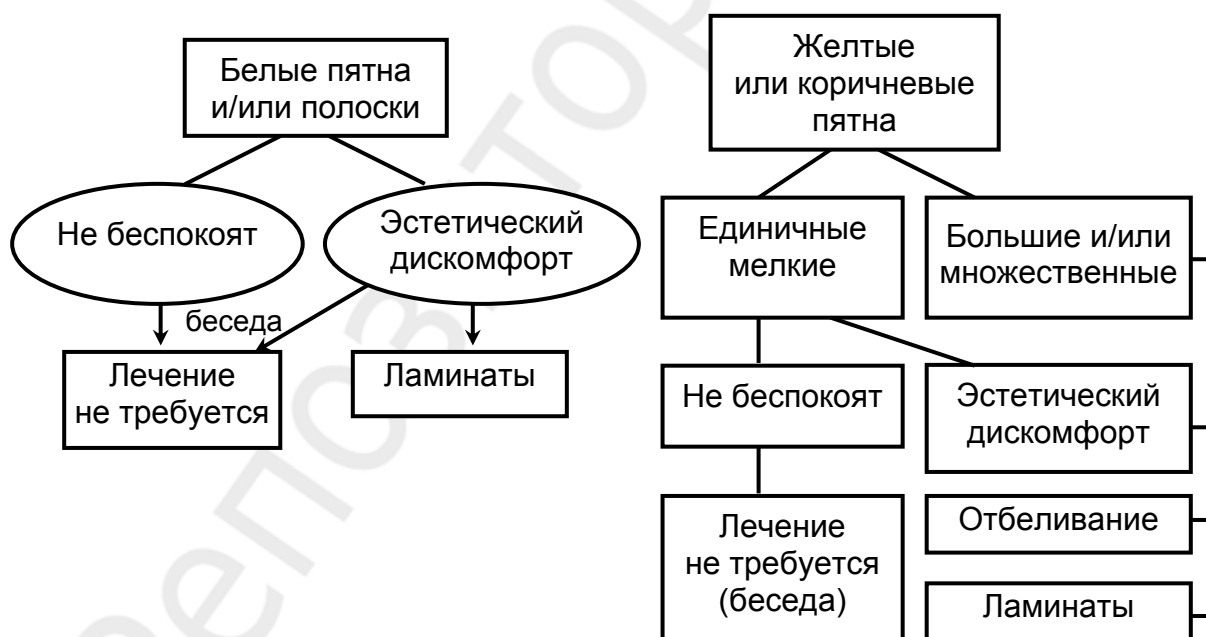 Белые пятна
и/или полоски
Не беспокоят
Эстетический
дискомфорт
беседа
Лечение
не требуется
Ламинаты
Желтые
или коричневые
пятна
Единичные
мелкие
Большие и/или
множественные
Не беспокоят
Эстетический
дискомфорт
Лечение
не требуется
(беседа)
Отбеливание
Ламинаты